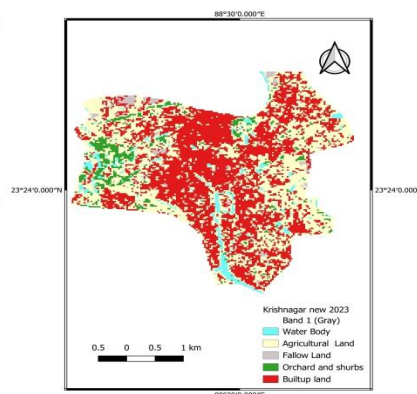 88°30'0.000"E
23°24'0.000"N
23°24'0.000"N
Krishnagar new 2023
Band 1 (Gray)
Water Body
Agricultural Land
Fallow Land
Orchard and shurbs
Builtup land
0.5 0 0.5 1 km